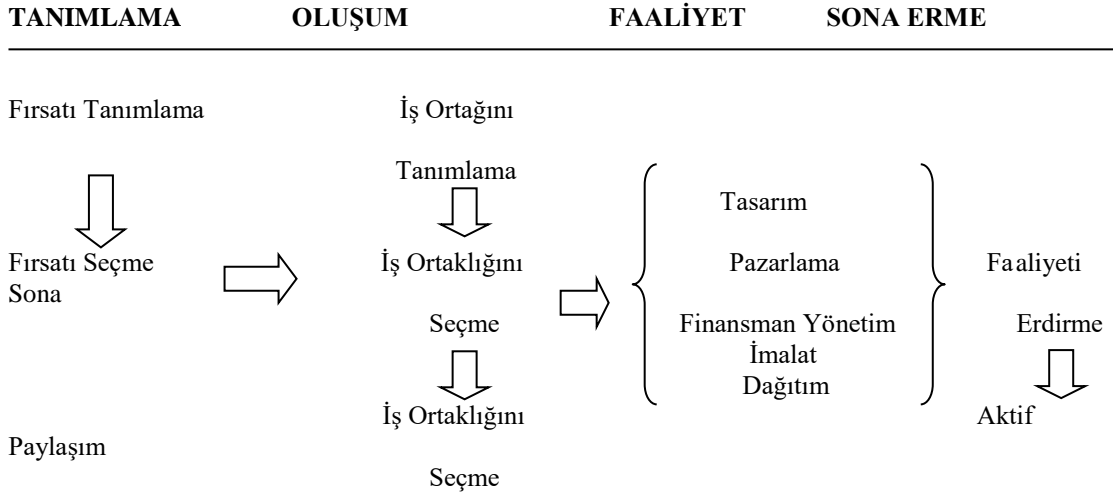 TANIMLAMA OLUŞUM FAALİYET SONA ERME
Fırsatı Tanımlama İş Ortağını
Tanımlama
Tasarım
Fırsatı Seçme İş Ortaklığını Pazarlama Faaliyeti
Sona
Seçme Finansman Yönetim Erdirme
İmalat
Dağıtım
İş Ortaklığını Aktif
Paylaşım
Seçme